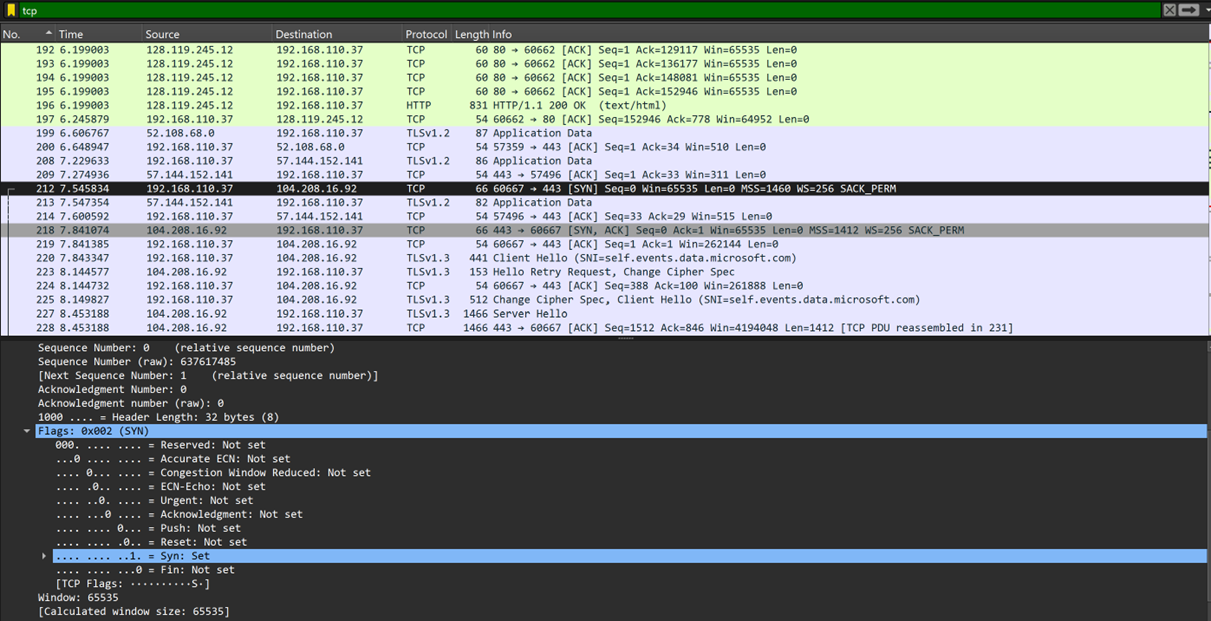 tcp
No. Time Source Destination Protocol Length Info
192 6.199003 128.119.245.12 192.168.110.37 TCP 60 80 → 60662 [ACK] Seq=1 Ack=129117 Win=65535 Len=0
193 6.199003 128.119.245.12 192.168.110.37 TCP 60 80 → 60662 [ACK] Seq=1 Ack=136177 Win=65535 Len=0
194 6.199003 128.119.245.12 192.168.110.37 TCP 60 80 → 60662 [ACK] Seq=1 Ack=148081 Win=65535 Len=0
195 6.199003 128.119.245.12 192.168.110.37 TCP 60 80 → 60662 [ACK] Seq=1 Ack=152946 Win=65535 Len=0
196 6.199003 128.119.245.12 192.168.110.37 HTTP 831 HTTP/1.1 200 OK (text/html)
197 6.245879 192.168.110.37 128.119.245.12 TCP 54 60662 → 80 [ACK] Seq=152946 Ack=778 Win=64952 Len=0
199 6.606767 52.108.68.0 192.168.110.37 TLSv1.2 87 Application Data
200 6.648947 192.168.110.37 52.108.68.0 TCP 54 57359 → 443 [ACK] Seq=1 Ack=34 Win=510 Len=0
208 7.229633 192.168.110.37 57.144.152.141 TLSv1.2 86 Application Data
209 7.274936 57.144.152.141 192.168.110.37 TCP 54 443 → 57496 [ACK] Seq=1 Ack=33 Win=311 Len=0
212 7.545834 192.168.110.37 104.208.16.92 TCP 66 60667 → 443 [SYN] Seq=0 Win=65535 Len=0 MSS=1460 WS=256 SACK_PERM
213 7.547354 57.144.152.141 192.168.110.37 TLSv1.2 82 Application Data
214 7.600592 192.168.110.37 57.144.152.141 TCP 54 57496 → 443 [ACK] Seq=33 Ack=29 Win=515 Len=0
218 7.841074 104.208.16.92 192.168.110.37 TCP 66 443 → 60667 [SYN, ACK] Seq=0 Ack=1 Win=65535 Len=0 MSS=1412 WS=256 SACK_PERM
219 7.841385 192.168.110.37 104.208.16.92 TCP 54 60667 → 443 [ACK] Seq=1 Ack=1 Win=262144 Len=0
220 7.843347 192.168.110.37 104.208.16.92 TLSv1.3 441 Client Hello (SNI=self.events.data.microsoft.com)
223 8.144577 104.208.16.92 192.168.110.37 TLSv1.3 153 Hello Retry Request, Change Cipher Spec
224 8.144732 192.168.110.37 104.208.16.92 TCP 54 60667 → 443 [ACK] Seq=388 Ack=100 Win=261888 Len=0
225 8.149827 192.168.110.37 104.208.16.92 TLSv1.3 512 Change Cipher Spec, Client Hello (SNI=self.events.data.microsoft.com)
227 8.453188 104.208.16.92 192.168.110.37 TLSv1.3 1466 Server Hello
228 8.453188 104.208.16.92 192.168.110.37 TCP 1466 443 → 60667 [ACK] Seq=1512 Ack=846 Win=4194048 Len=1412 [TCP PDU reassembled in 231]
Sequence Number: 0 (relative sequence number)
Sequence Number (raw): 637617485
[Next Sequence Number: 1 (relative sequence number)]
Acknowledgment Number: 0
Acknowledgment number (raw): 0
1000 .... = Header Length: 32 bytes (8)
Flags: 0x002 (SYN)
000. .... .... = Reserved: Not set
...0 .... .... = Accurate ECN: Not set
.... 0... .... = Congestion Window Reduced: Not set
.... .0.. .... = ECN-Echo: Not set
.... ..0. .... = Urgent: Not set
.... ...0 .... = Acknowledgment: Not set
.... .... 0... = Push: Not set
.... .... .0.. = Reset: Not set
.... .... ..1. = Syn: Set
.... .... ...0 = Fin: Not set
[TCP Flags: ··········S·]
Window: 65535
[Calculated window size: 65535]